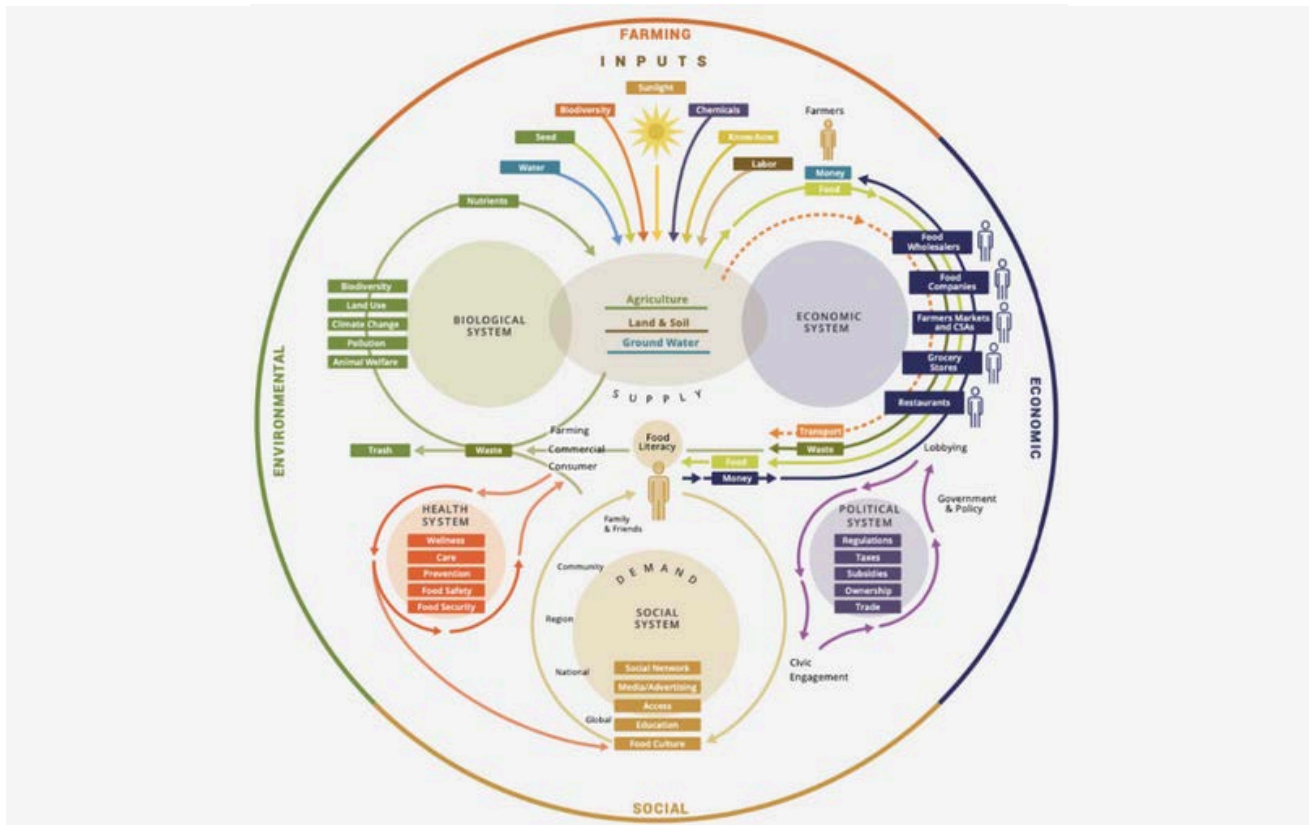 FARMING
INPUTS
Sunlight
Biodiversity
Chemicals
Farmers
Seed
Know-how
Water
Labor
Money
Food
Nutrients
Food
Wholesalers
Food
Companies
Farmers Markets
and CSAs
Grocery
Stores
Restaurants
Biodiversity
Land Use
Climate Change
Pollution
Animal Welfare
BIOLOGICAL
SYSTEM
Agriculture
Land & Soil
Ground Water
ECONOMIC
SYSTEM
SUPPLY
ENVIRONMENTAL
ECONOMIC
Farming
Commercial
Consumer
Trash
Waste
Food
Literacy
Transport
Waste
Food
Money
Lobbying
Government
& Policy
HEALTH
SYSTEM
Wellness
Care
Prevention
Food Safety
Food Security
Family
& Friends
Community
Region
National
Global
DEMAND
SOCIAL
SYSTEM
Social Network
Media/Advertising
Access
Education
Food Culture
POLITICAL
SYSTEM
Regulations
Taxes
Subsidies
Ownership
Trade
Civic
Engagement
SOCIAL